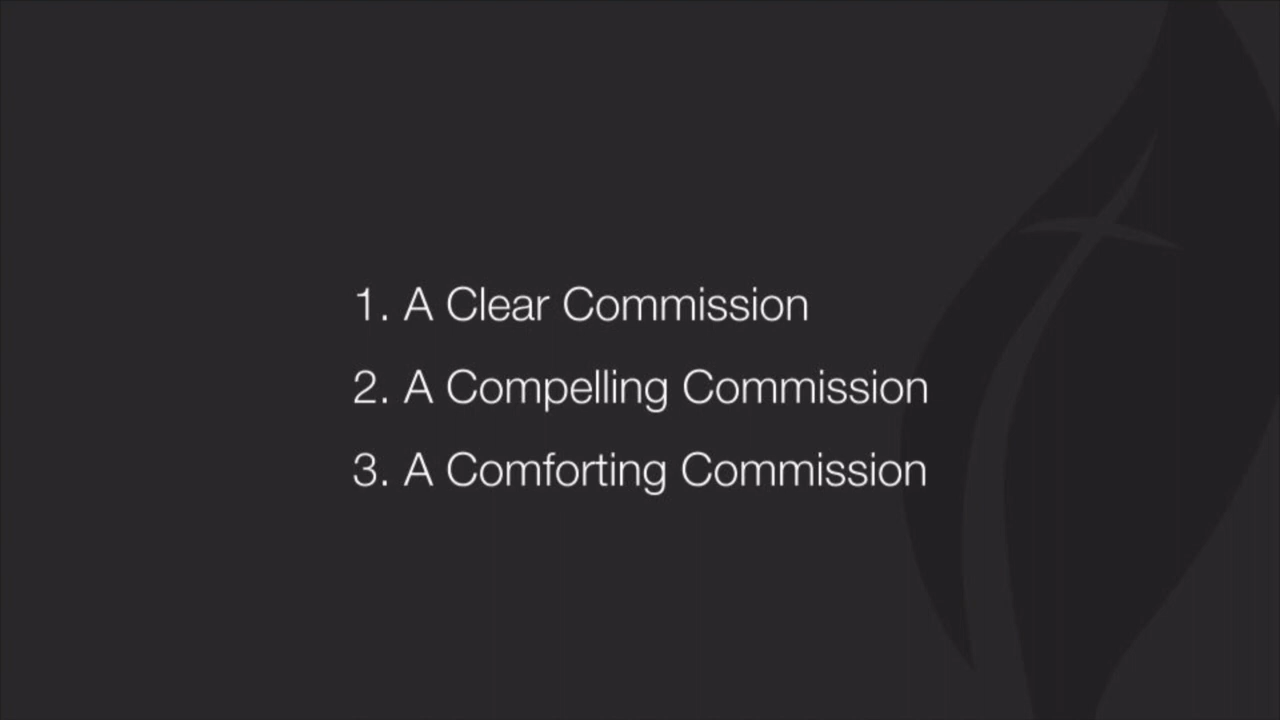 1. A Clear Commission
2. A Compelling Commission
3. A Comforting Commission